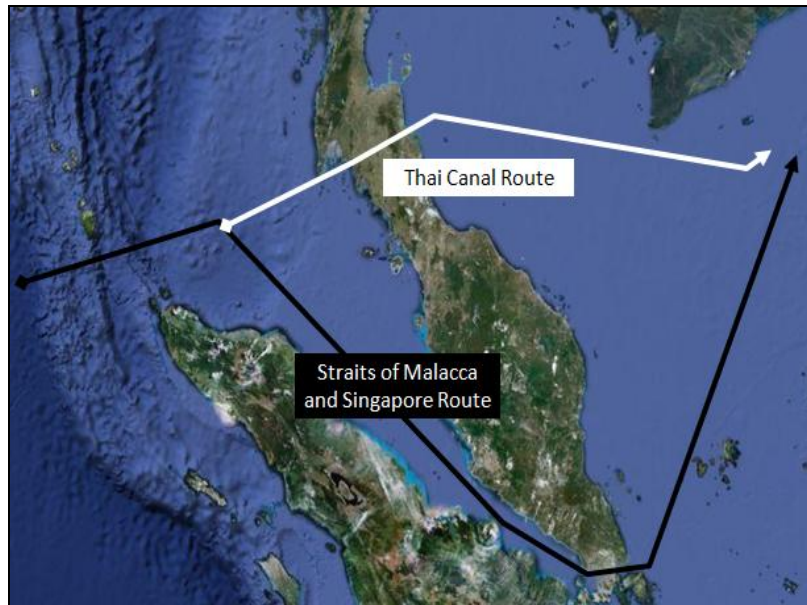 Thai Canal Route
Straits of Malacca
and Singapore Route